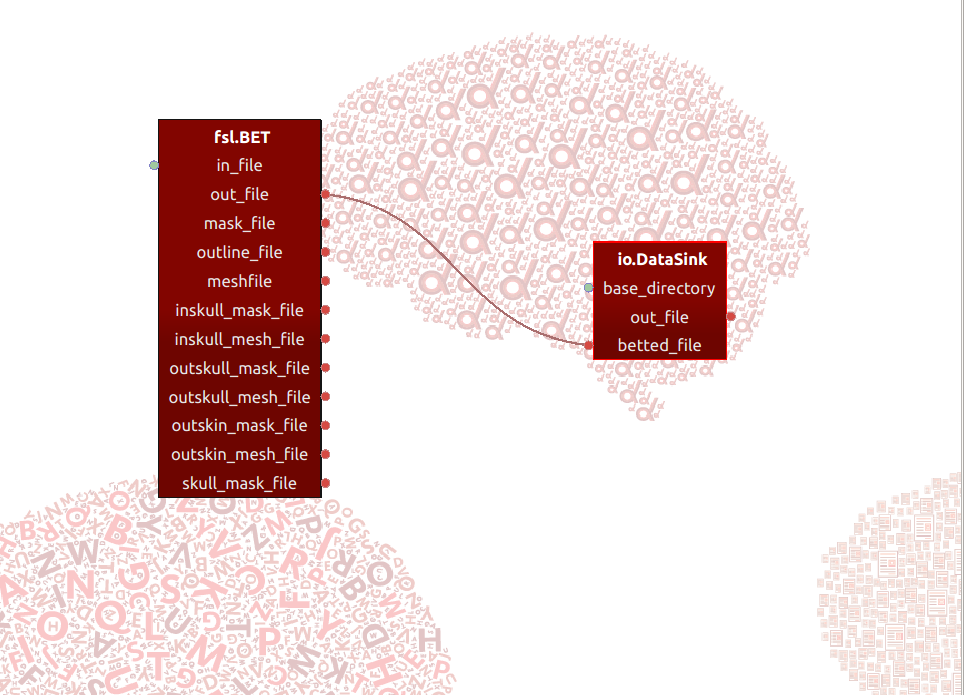 fsl.BET
in_file
out_file
mask_file
outline_file
meshfile
inskull_mask_file
inskull_mesh_file
outskull_mask_file
outskull_mesh_file
outskin_mask_file
outskin_mesh_file
skull_mask_file
io.DataSink
base_directory
out_file
betted_file